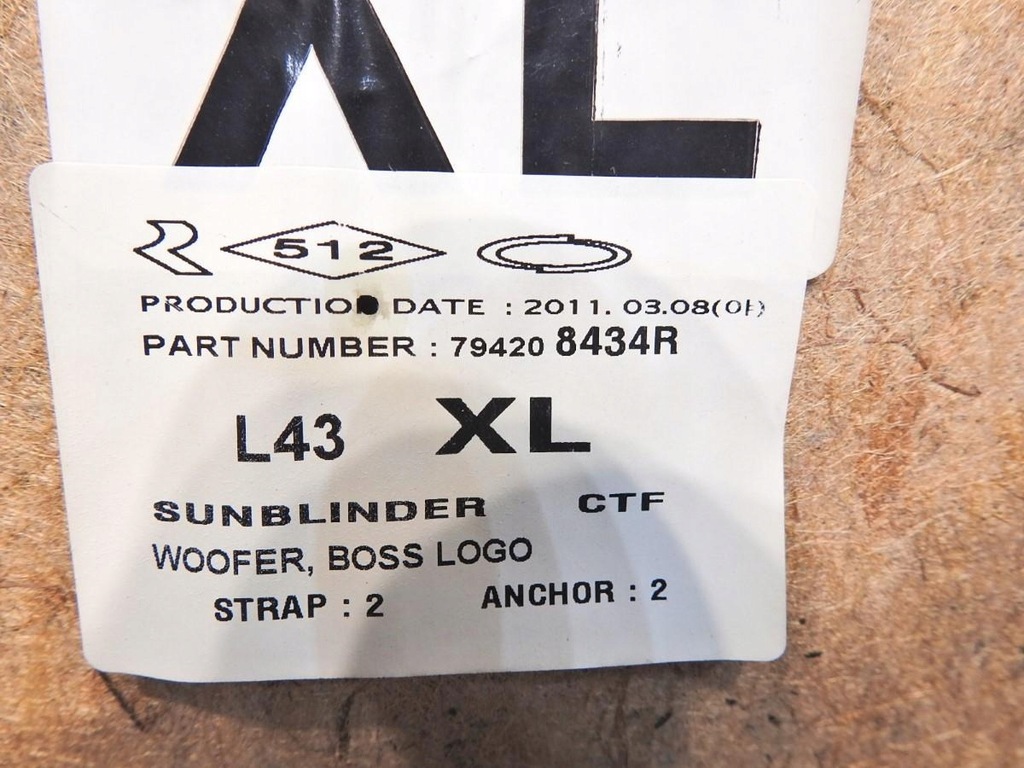 XL
512
PRODUCTION DATE : 2011. 03.08
PART NUMBER : 79420 8434R
L43 XL
SUNBLINDER CTF
WOOFER, BOSS LOGO
STRAP : 2 ANCHOR : 2